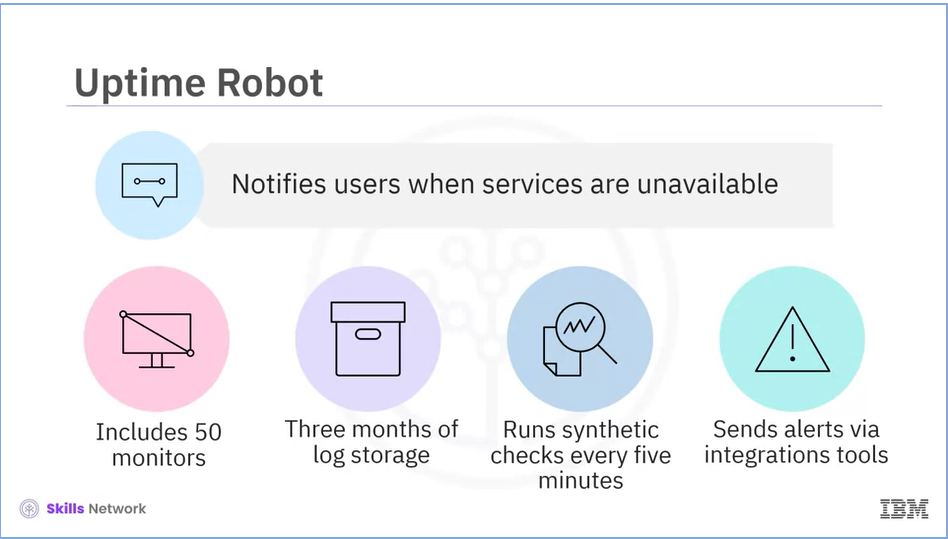 Uptime Robot
Notifies users when services are unavailable
Includes 50
monitors
Three months of
log storage
Runs synthetic
checks every five
minutes
Sends alerts via
integrations tools
Skills Network
IBM